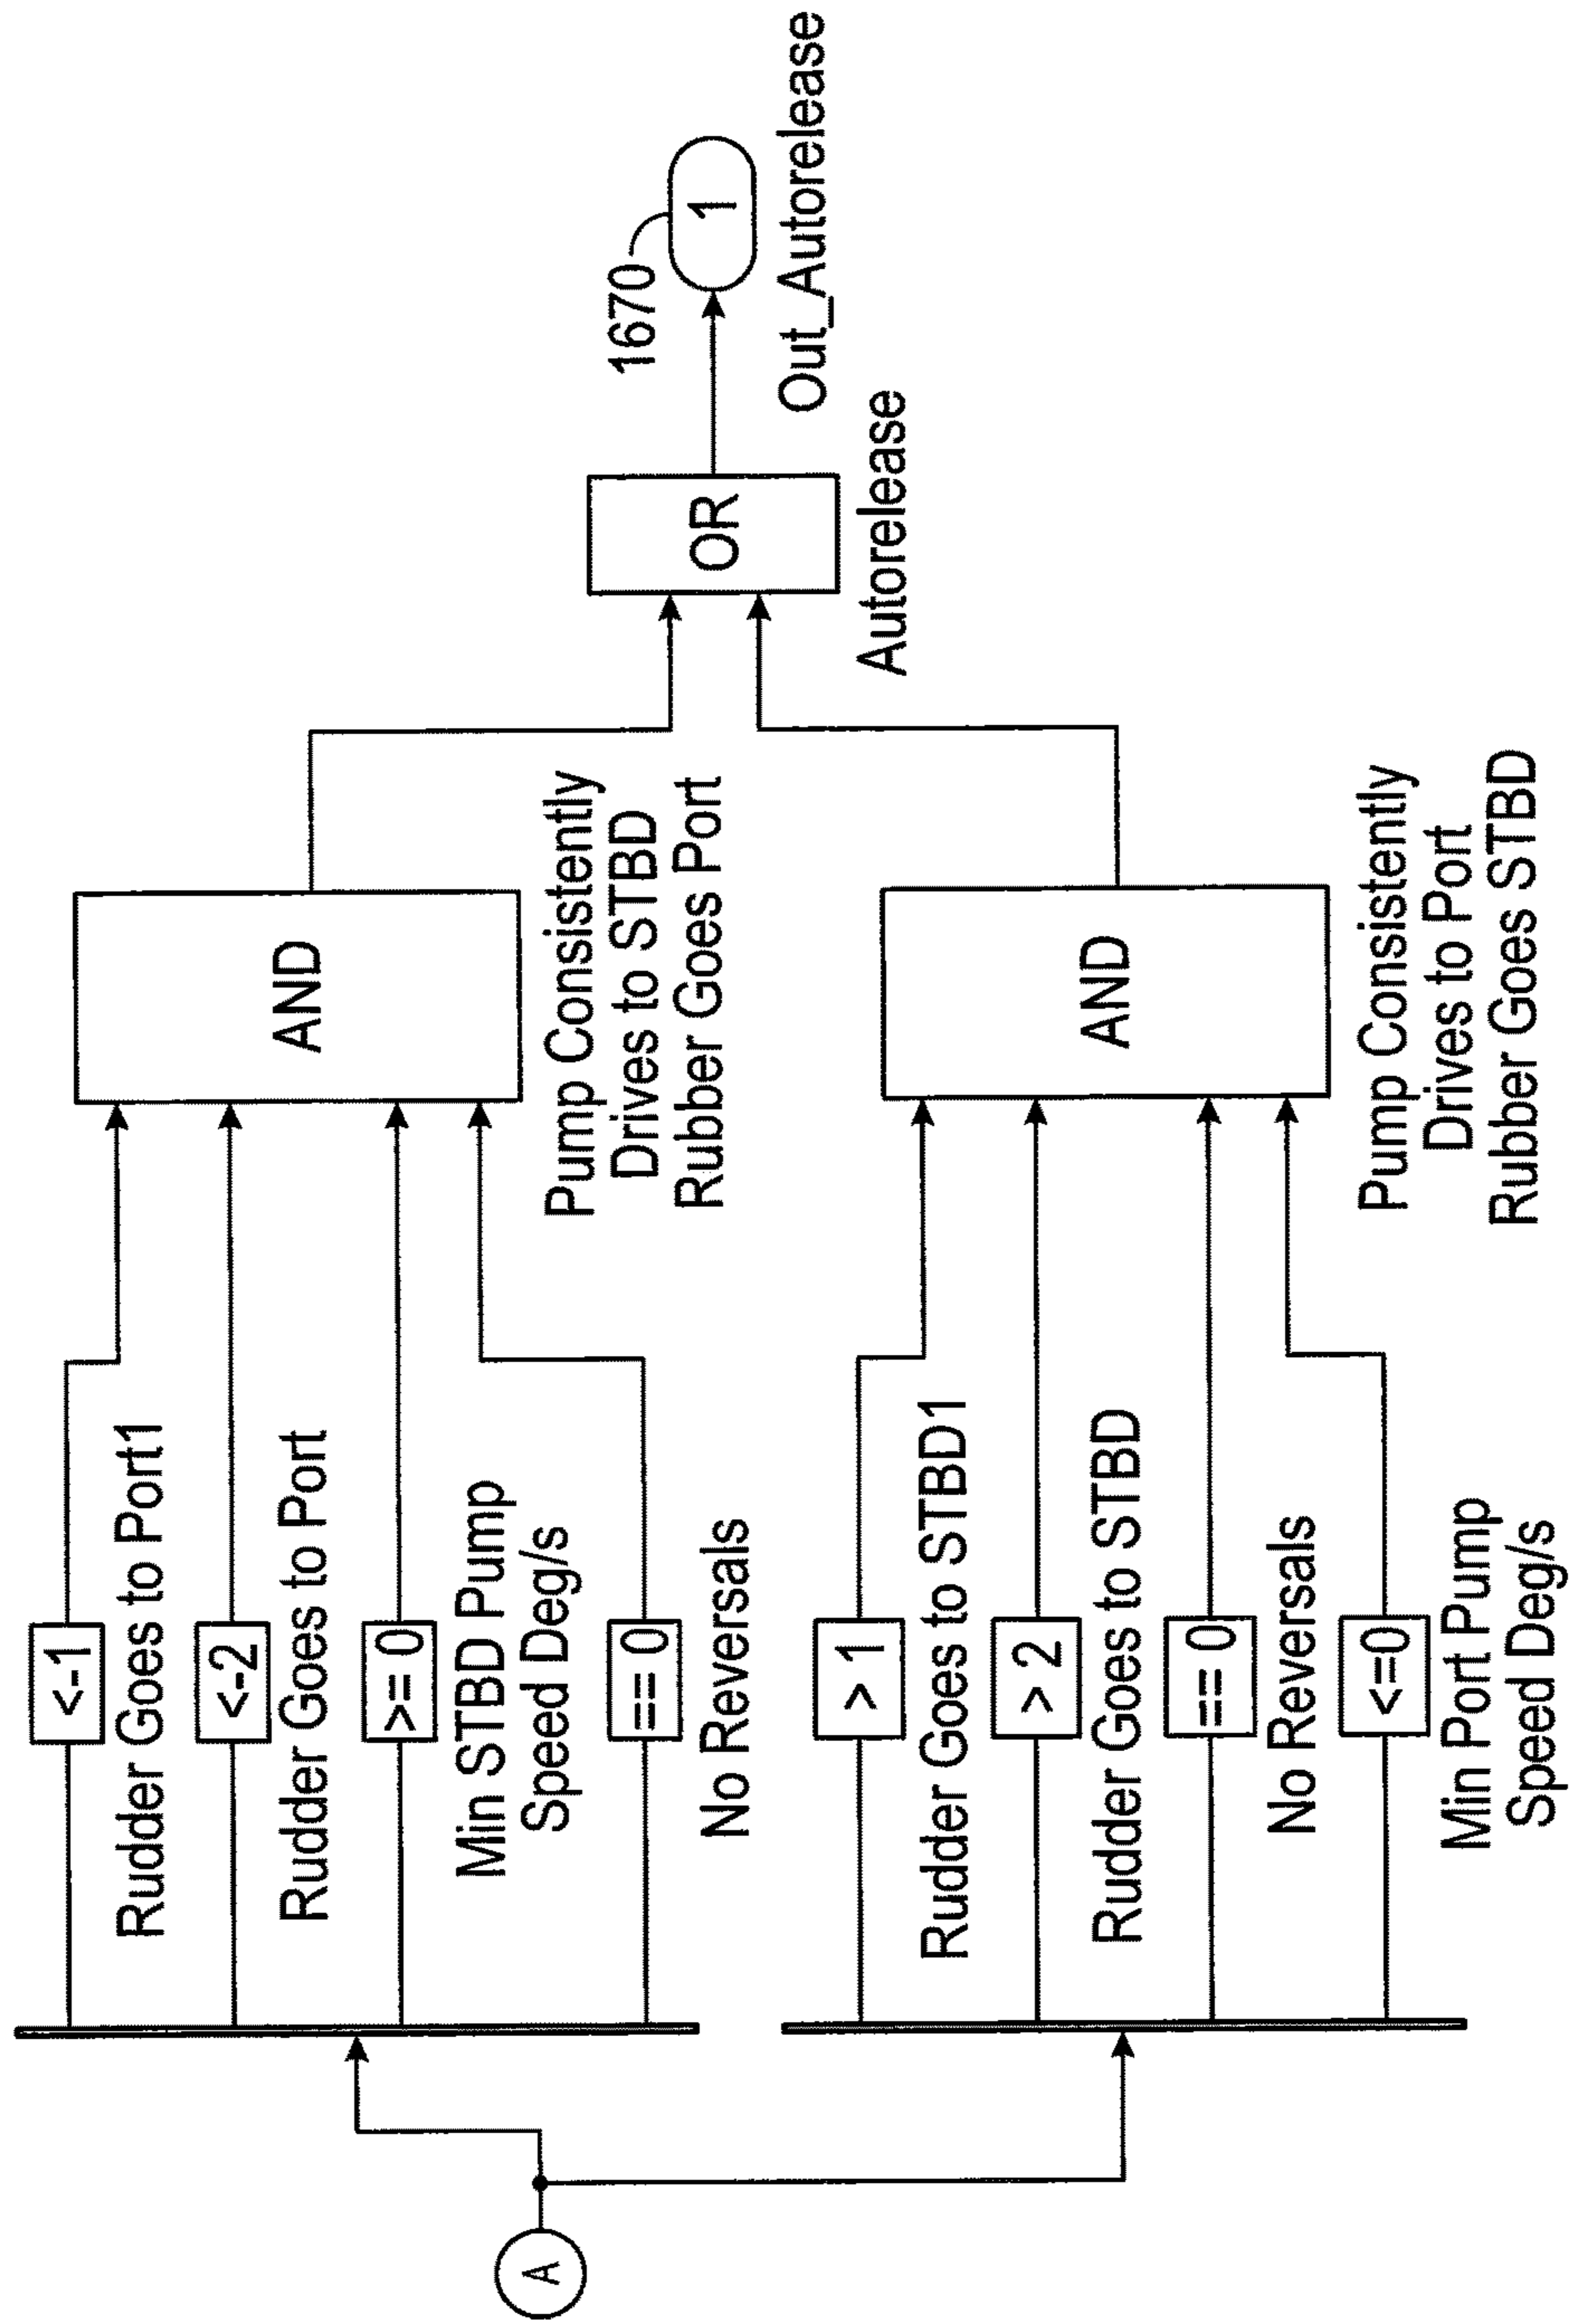 A
<-1
Rudder Goes to Port1
<-2
Rudder Goes to Port
>= 0
Min STBD Pump
Speed Deg/s
== 0
No Reversals
AND
Pump Consistently
Drives to STBD
Rubber Goes Port
> 1
Rudder Goes to STBD1
> 2
Rudder Goes to STBD
== 0
No Reversals
<=0
Min Port Pump
Speed Deg/s
AND
Pump Consistently
Drives to Port
Rubber Goes STBD
OR
Autorelease
1670
1
Out_Autorelease